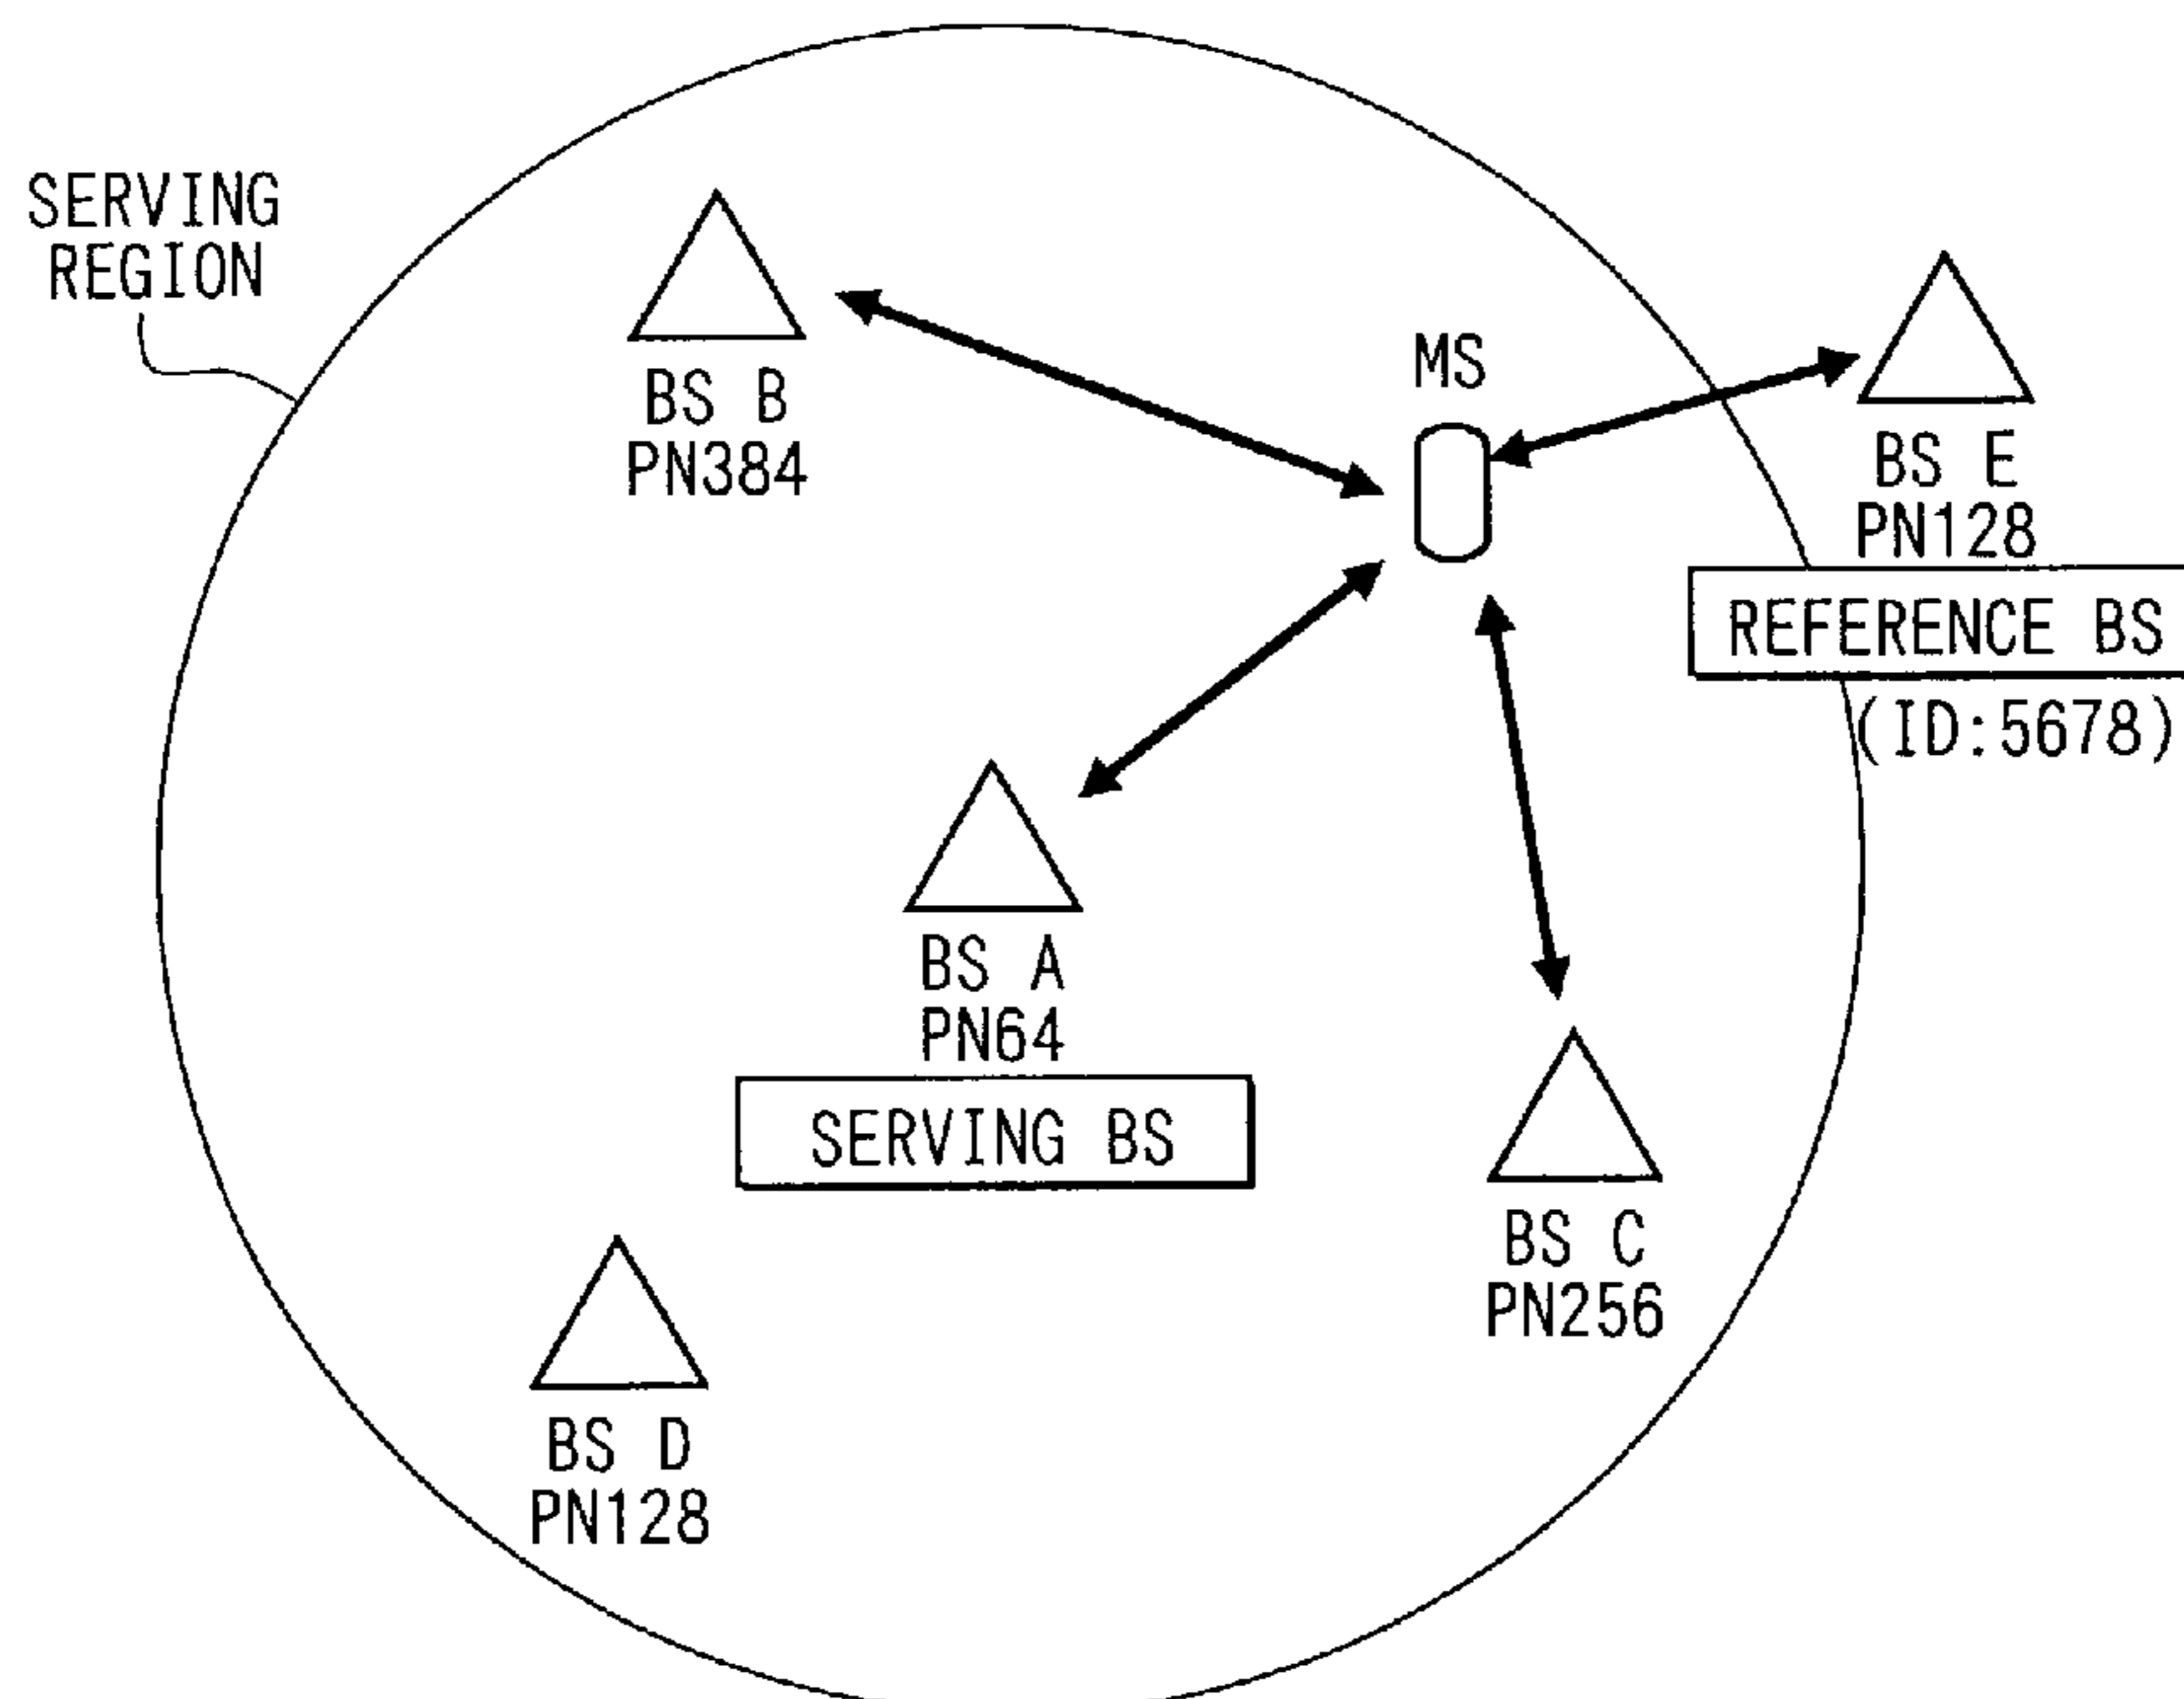 SERVING
REGION
BS B
PN384
MS
BS E
PN128
REFERENCE BS
(ID:5678)
BS A
PN64
SERVING BS
BS C
PN256
BS D
PN128